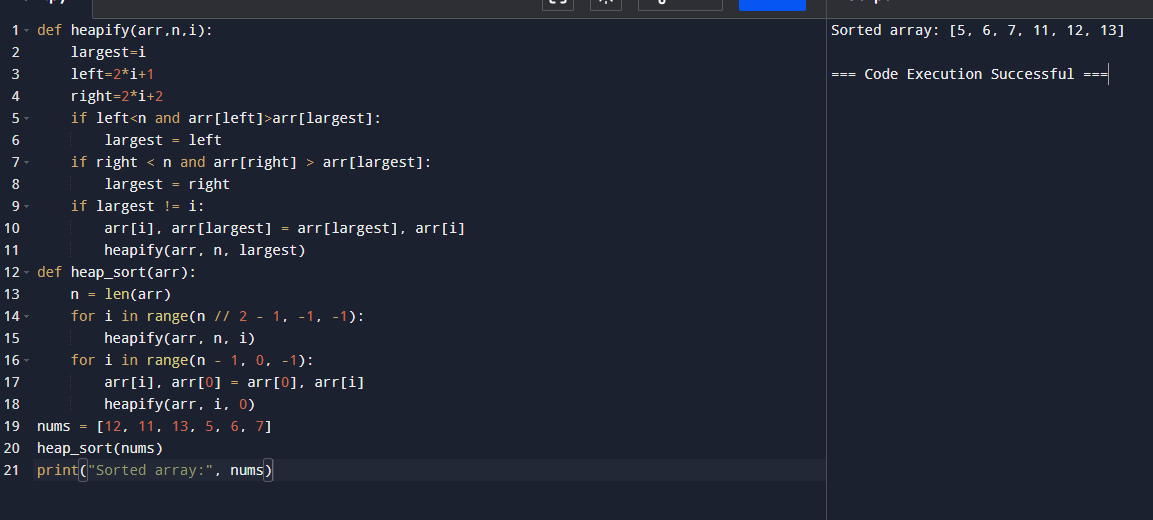 1 def heapify(arr,n,i):
2     largest=i
3     left=2*i+1
4     right=2*i+2
5     if left<n and arr[left]>arr[largest]:
6         largest = left
7     if right < n and arr[right] > arr[largest]:
8         largest = right
9     if largest != i:
10         arr[i], arr[largest] = arr[largest], arr[i]
11         heapify(arr, n, largest)
12 def heap_sort(arr):
13     n = len(arr)
14     for i in range(n // 2 - 1, -1, -1):
15         heapify(arr, n, i)
16     for i in range(n - 1, 0, -1):
17         arr[i], arr[0] = arr[0], arr[i]
18         heapify(arr, i, 0)
19 nums = [12, 11, 13, 5, 6, 7]
20 heap_sort(nums)
21 print("Sorted array:", nums)
Sorted array: [5, 6, 7, 11, 12, 13]
=== Code Execution Successful ===